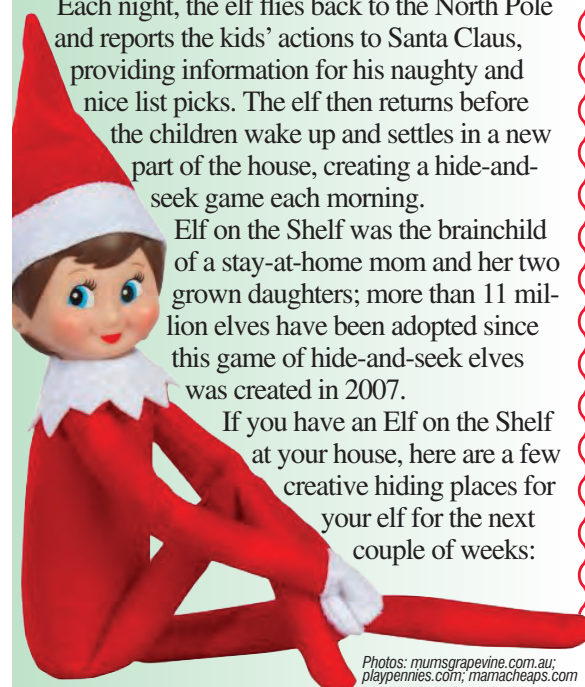 Each night, the elf flies back to the North Pole
and reports the kids’ actions to Santa Claus,
providing information for his naughty and
nice list picks. The elf then returns before
the children wake up and settles in a new
part of the house, creating a hide-and-
seek game each morning.
Elf on the Shelf was the brainchild
of a stay-at-home mom and her two
grown daughters; more than 11 mil-
lion elves have been adopted since
this game of hide-and-seek elves
was created in 2007.
If you have an Elf on the Shelf
at your house, here are a few
creative hiding places for
your elf for the next
couple of weeks:
Photos: mumsgrapevine.com.au;
playpennies.com; mamacheaps.com